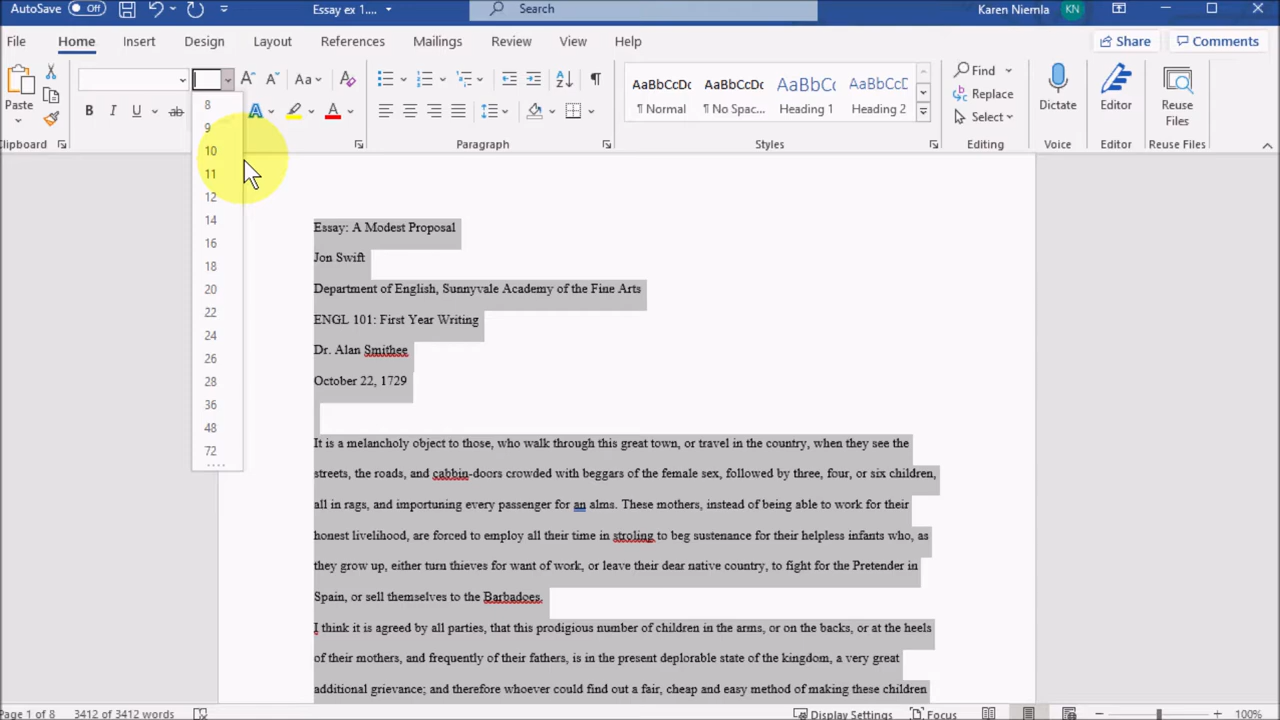 AutoSave Off Essay ex 1.... Search Karen Niemla KN
File Home Insert Design Layout References Mailings Review View Help Share Comments
Paste Aa AaBbCcDc AaBbCcDc AaBbCc AaBbCcDc Find Dictate Editor Reuse Files
B I U ab A A ¶ Normal ¶ No Spac... Heading 1 Heading 2 Replace
Select
Clipboard Paragraph Styles Editing Voice Editor Reuse Files
8
9
10
11
12
14
16
18
20
22
24
26
28
36
48
72
Essay: A Modest Proposal
Jon Swift
Department of English, Sunnyvale Academy of the Fine Arts
ENGL 101: First Year Writing
Dr. Alan Smithee
October 22, 1729
It is a melancholy object to those, who walk through this great town, or travel in the country, when they see the
streets, the roads, and cabbin-doors crowded with beggars of the female sex, followed by three, four, or six children,
all in rags, and importuning every passenger for an alms. These mothers, instead of being able to work for their
honest livelihood, are forced to employ all their time in stroling to beg sustenance for their helpless infants who, as
they grow up, either turn thieves for want of work, or leave their dear native country, to fight for the Pretender in
Spain, or sell themselves to the Barbadoes.
I think it is agreed by all parties, that this prodigious number of children in the arms, or on the backs, or at the heels
of their mothers, and frequently of their fathers, is in the present deplorable state of the kingdom, a very great
additional grievance; and therefore whoever could find out a fair, cheap and easy method of making these children
Page 1 of 8 3412 of 3412 words Display Settings Focus 100%